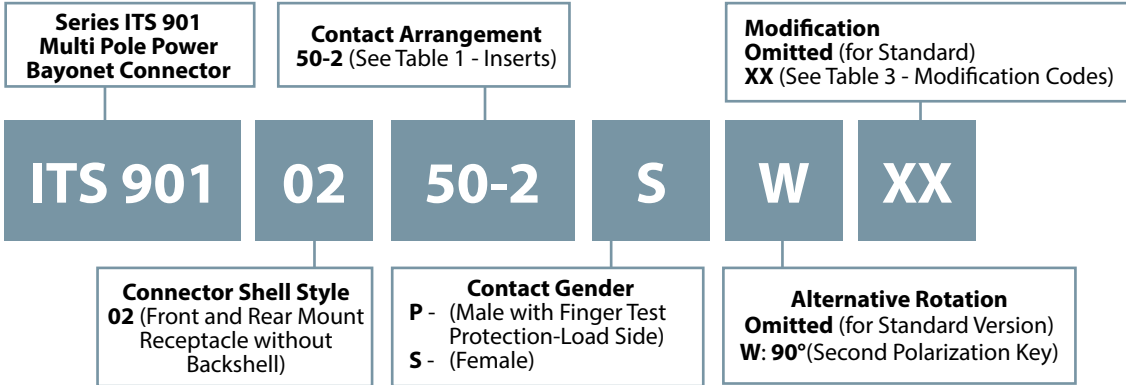 Series ITS 901
Multi Pole Power
Bayonet Connector
Contact Arrangement
50-2 (See Table 1 - Inserts)
Modification
Omitted (for Standard)
XX (See Table 3 - Modification Codes)
ITS 901 02 50-2 S W XX
Connector Shell Style
02 (Front and Rear Mount
Receptacle without
Backshell)
Contact Gender
P - (Male with Finger Test
Protection-Load Side)
S - (Female)
Alternative Rotation
Omitted (for Standard Version)
W: 90°(Second Polarization Key)